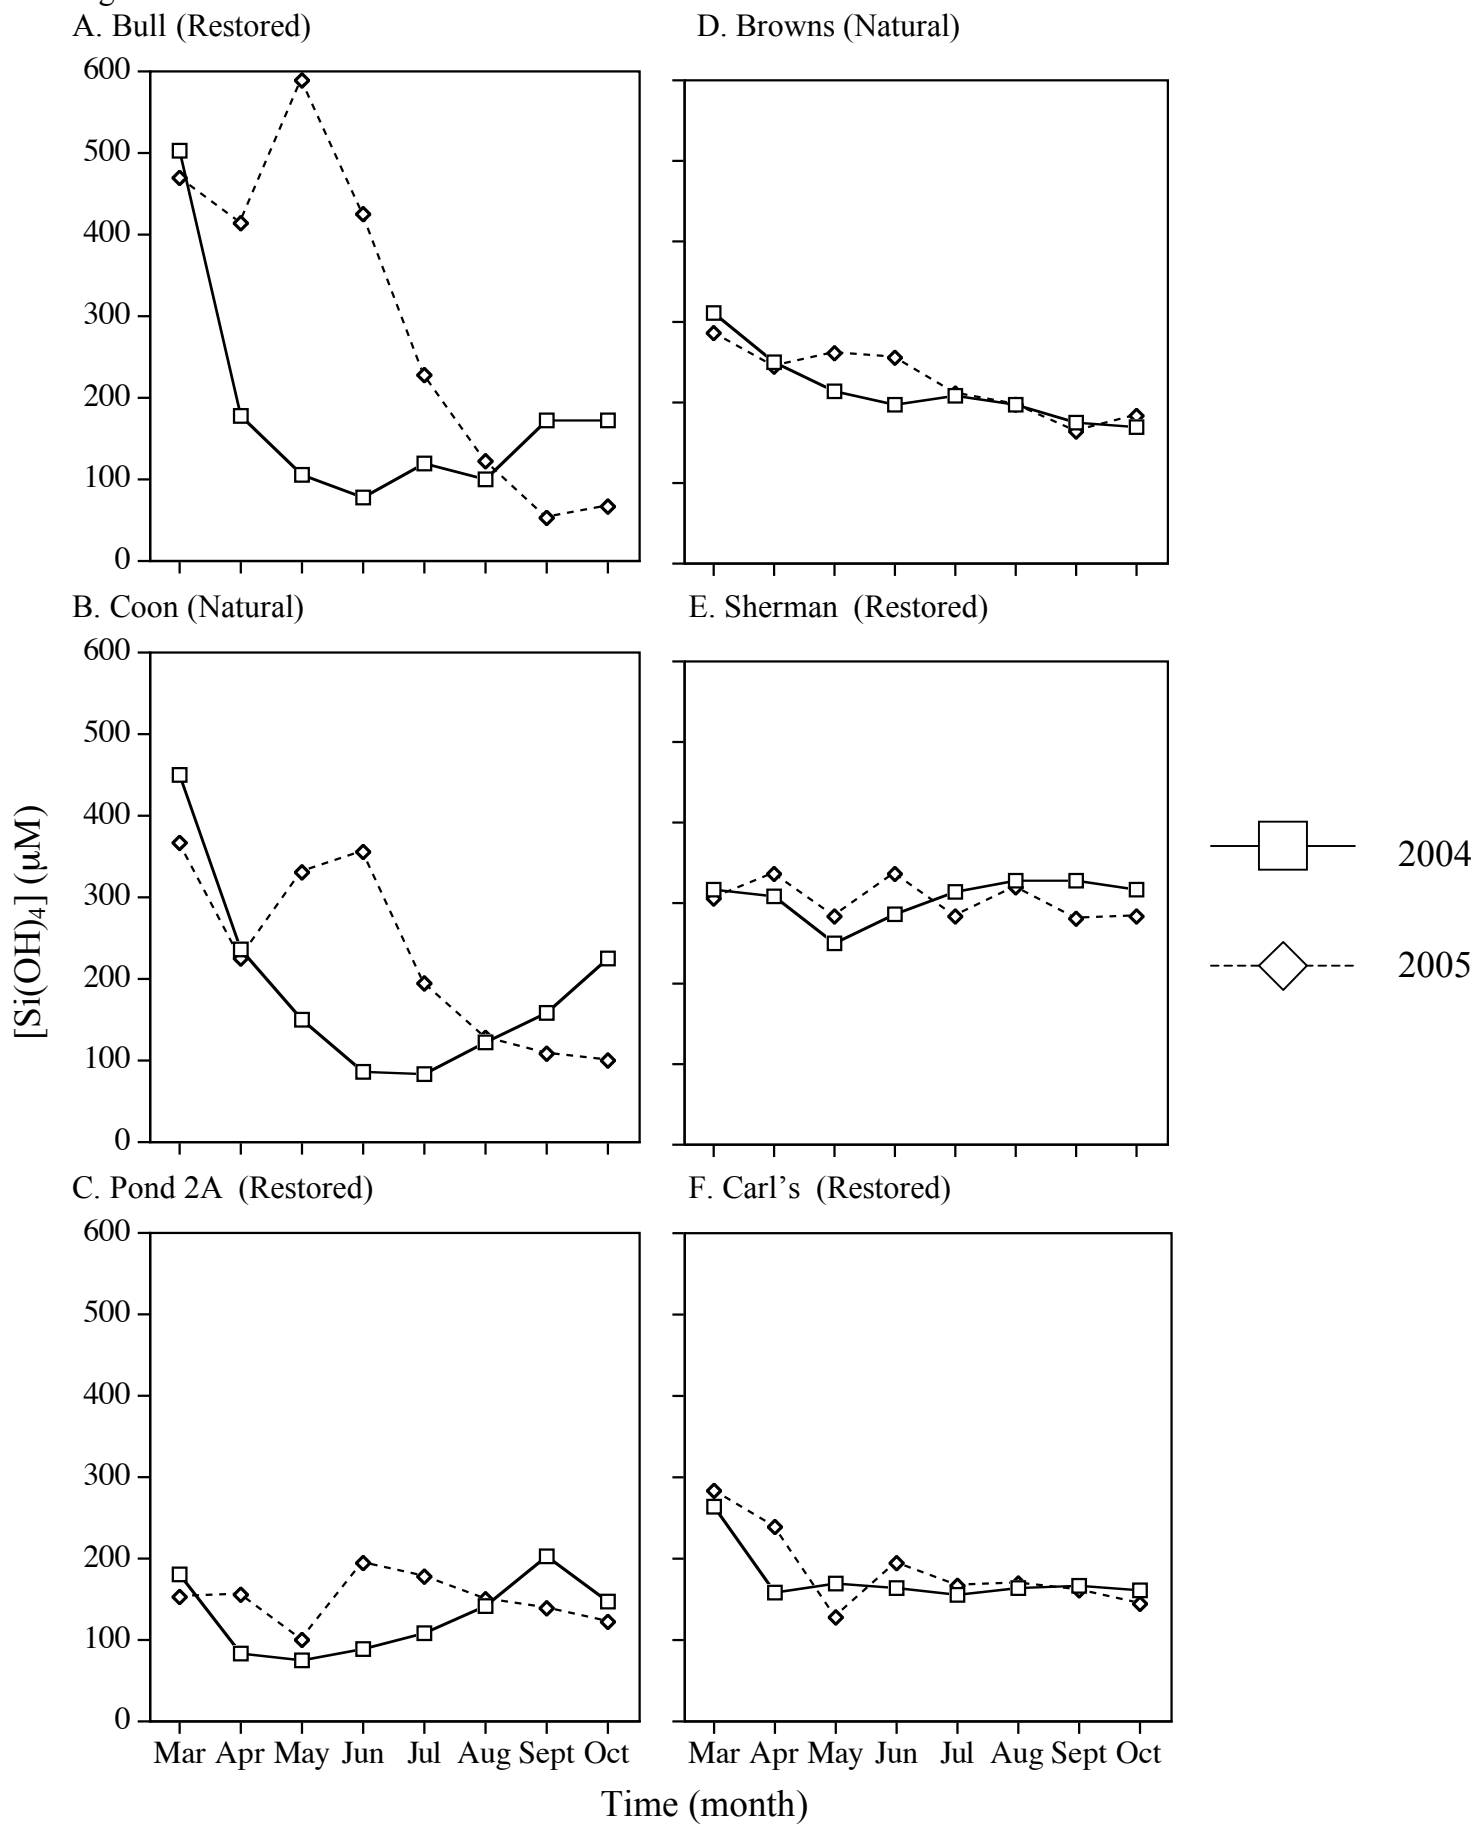 A. Bull (Restored)
600
500
400
300
200
100
0
D. Browns (Natural)
B. Coon (Natural)
600
500
400
300
200
100
0
E. Sherman (Restored)
C. Pond 2A (Restored)
600
500
400
300
200
100
0
Mar Apr May Jun Jul Aug Sept Oct
F. Carl's (Restored)
Mar Apr May Jun Jul Aug Sept Oct
[Si(OH)₄] (µM)
Time (month)
2004
2005